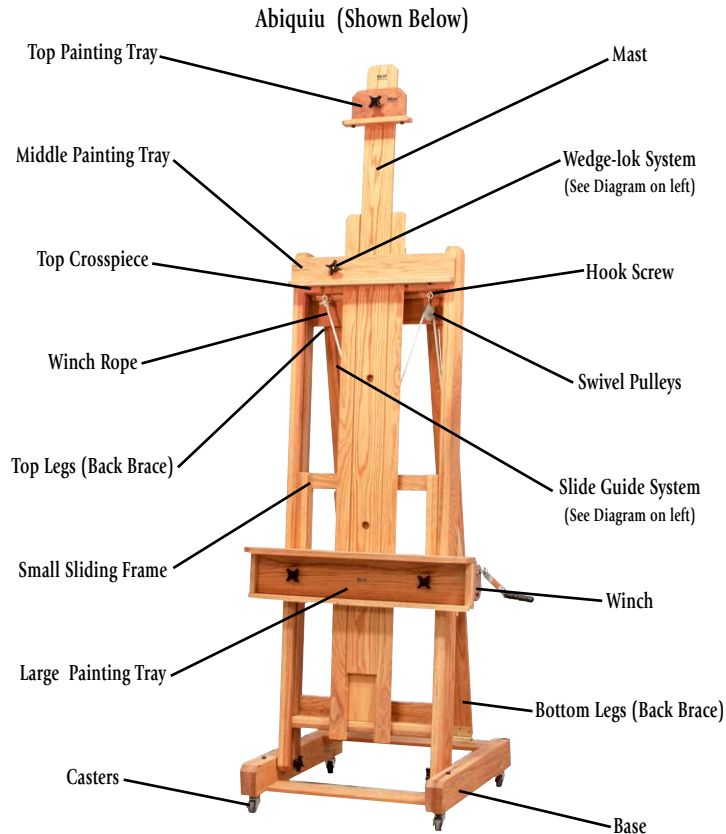 Abiquiu (Shown Below)
Top Painting Tray
Mast
Middle Painting Tray
Wedge-lok System
(See Diagram on left)
Top Crosspiece
Hook Screw
Winch Rope
Swivel Pulleys
Top Legs (Back Brace)
Slide Guide System
(See Diagram on left)
Small Sliding Frame
Winch
Large Painting Tray
Bottom Legs (Back Brace)
Casters
Base